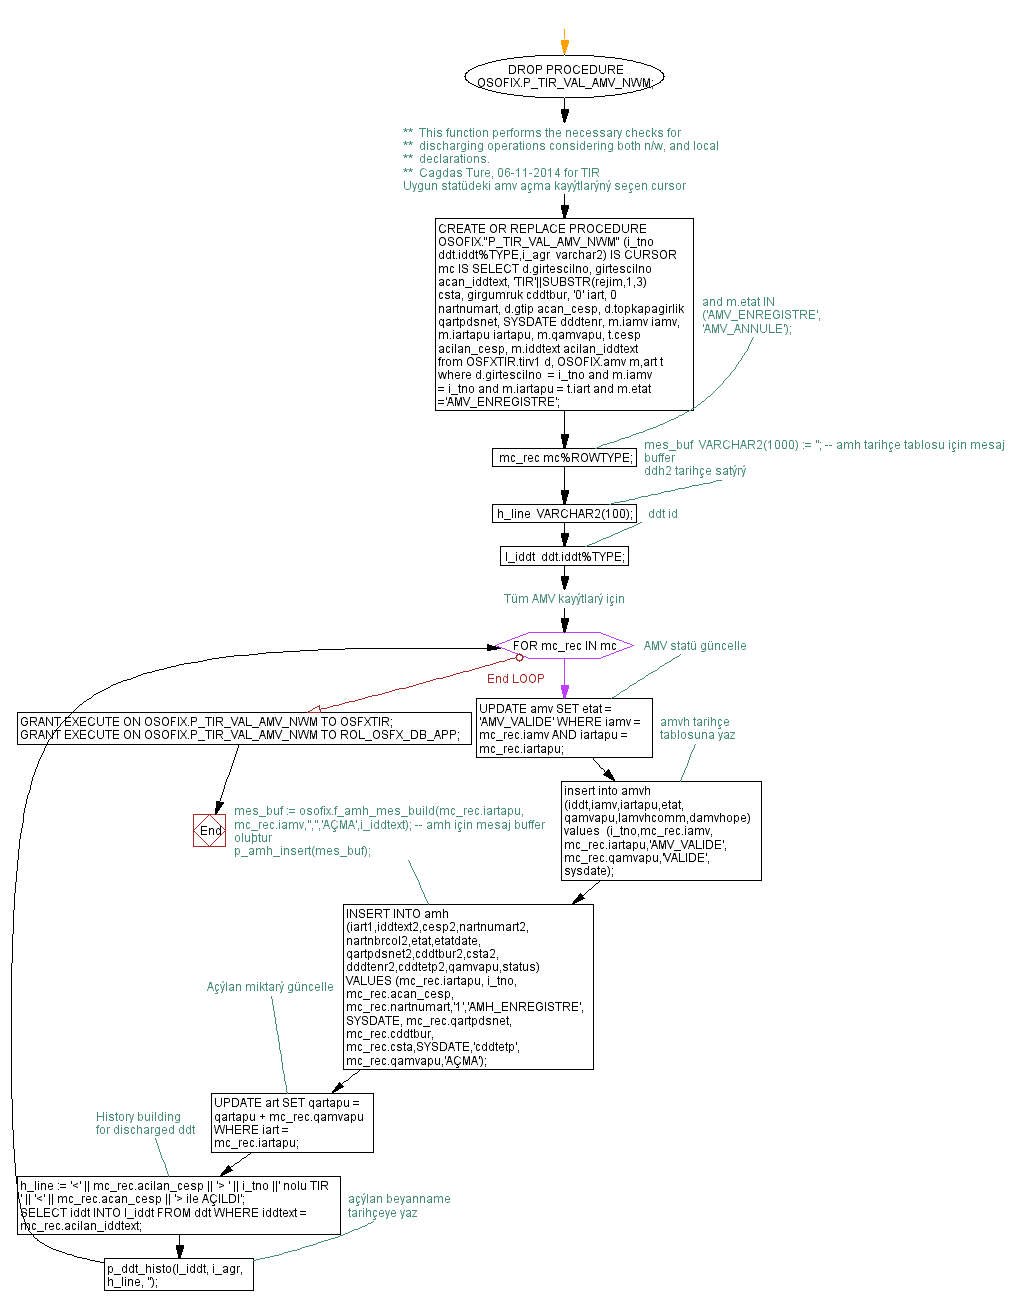 DROP PROCEDURE
OSOFIX.P_TIR_VAL_AMV_NWM;
** This function performs the necessary checks for
** discharging operations considering both n/w, and local
** declarations.
** Cagdas Ture, 06-11-2014 for TIR
Uygun statüdeki amv açma kayýtlarýný seçen cursor
CREATE OR REPLACE PROCEDURE
OSOFIX."P_TIR_VAL_AMV_NWM" (i_tno
ddt.iddt%TYPE,i_agr varchar2) IS CURSOR
mc IS SELECT d.girtescilno, girtescilno
acan_iddtext, 'TIR'||SUBSTR(rejim,1,3)
csta, girgumruk cddtbur, '0' iart, 0
nartnumart, d.gtip acan_cesp, d.topkapagirlik
qartpdsnet, SYSDATE dddtenr, m.iamv iamv,
m.iartapu iartapu, m.qamvapu, t.cesp
acilan_cesp, m.iddtext acilan_iddtext
from OSFXTIR.tirv1 d, OSOFIX.amv m,art t
where d.girtescilno = i_tno and m.iamv
= i_tno and m.iartapu = t.iart and m.etat
='AMV_ENREGISTRE';
and m.etat IN
('AMV_ENREGISTRE',
'AMV_ANNULE');
mc_rec mc%ROWTYPE;
mes_buf VARCHAR2(1000) := ''; -- amh tarihçe tablosu için mesaj
buffer
ddh2 tarihçe satýrý
h_line VARCHAR2(100);
ddt id
l_iddt ddt.iddt%TYPE;
Tüm AMV kayýtlarý için
FOR mc_rec IN mc
AMV statü güncelle
End LOOP
UPDATE amv SET etat =
'AMV_VALIDE' WHERE iamv =
mc_rec.iamv AND iartapu =
mc_rec.iartapu;
GRANT EXECUTE ON OSOFIX.P_TIR_VAL_AMV_NWM TO OSFXTIR;
GRANT EXECUTE ON OSOFIX.P_TIR_VAL_AMV_NWM TO ROL_OSFX_DB_APP;
amvh tarihçe
tablosuna yaz
End
insert into amvh
(iddt,iamv,iartapu,etat,
qamvapu,lamvhcomm,damvhope)
values (i_tno,mc_rec.iamv,
mc_rec.iartapu,'AMV_VALIDE',
mc_rec.qamvapu,'VALIDE',
sysdate);
mes_buf := osofix.f_amh_mes_build(mc_rec.iartapu,
mc_rec.iamv,'','','AÇMA',i_iddtext); -- amh için mesaj buffer
oluþtur
p_amh_insert(mes_buf);
INSERT INTO amh
(iart1,iddtext2,cesp2,nartnumart2,
nartnbrcol2,etat,etatdate,
qartpdsnet2,cddtbur2,csta2,
dddtenr2,cddtetp2,qamvapu,status)
VALUES (mc_rec.iartapu, i_tno,
mc_rec.acan_cesp,
mc_rec.nartnumart,'1','AMH_ENREGISTRE',
SYSDATE, mc_rec.qartpdsnet,
mc_rec.cddtbur,
mc_rec.csta,SYSDATE,'cddtetp',
mc_rec.qamvapu,'AÇMA');
Açýlan miktarý güncelle
UPDATE art SET qartapu =
qartapu + mc_rec.qamvapu
WHERE iart =
mc_rec.iartapu;
History building
for discharged ddt
h_line := '<' || mc_rec.acilan_cesp || '> ' || i_tno ||' nolu TIR
' || '<' || mc_rec.acan_cesp || '> ile AÇILDI';
SELECT iddt INTO l_iddt FROM ddt WHERE iddtext =
mc_rec.acilan_iddtext;
açýlan beyanname
tarihçeye yaz
p_ddt_histo(l_iddt, i_agr,
h_line, '');